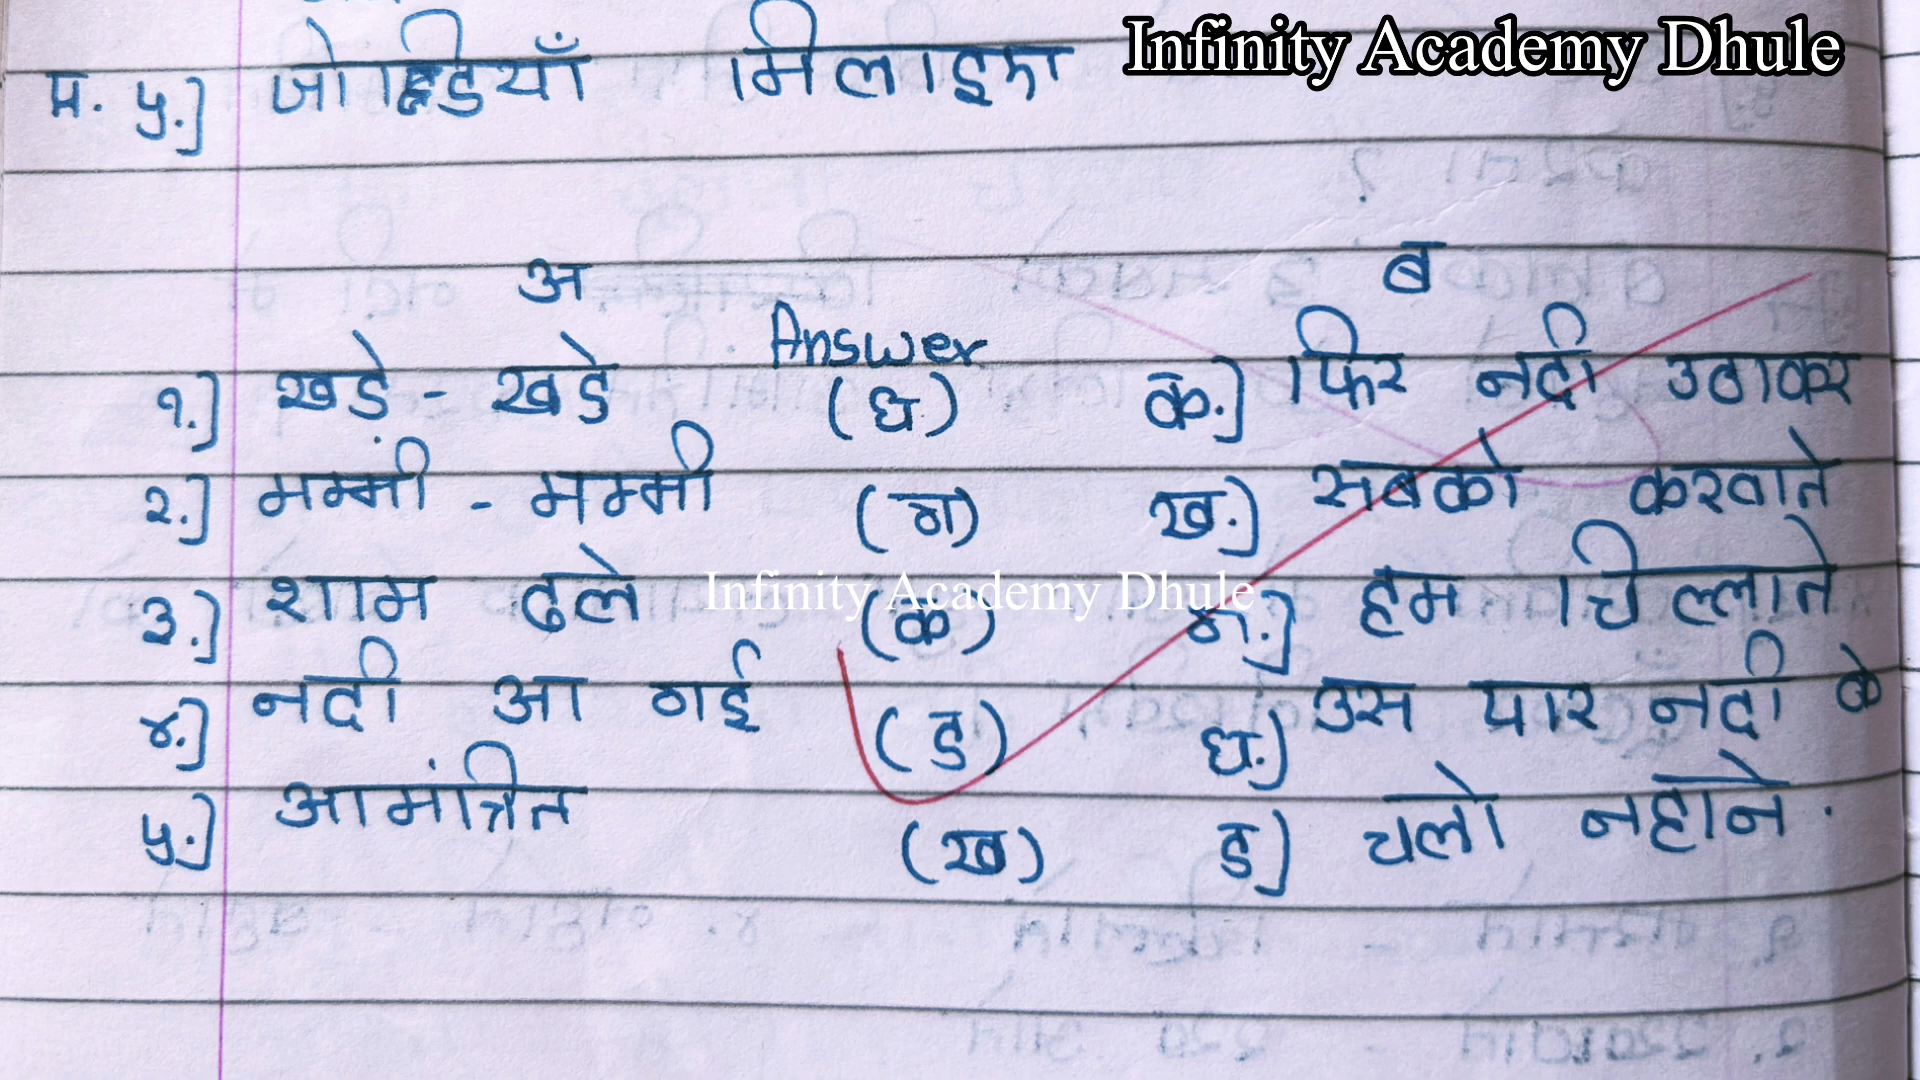 Infinity Academy Dhule
प्र. ५.] जोडियाँ मिलाइए
अ ब
Answer
१.] खडे - खडे (घ) क.] फिर नदी उठाकर
२.] मम्मी - मम्मी (ग) ख.] सबको करवाते
३.] शाम ढले (क) ग.] हम चिल्लाते
Infinity Academy Dhule
४.] नदी आ गई (ड) घ.] उस पार नदी के
५.] आमंत्रित (ख) ड] चलो नहाने.